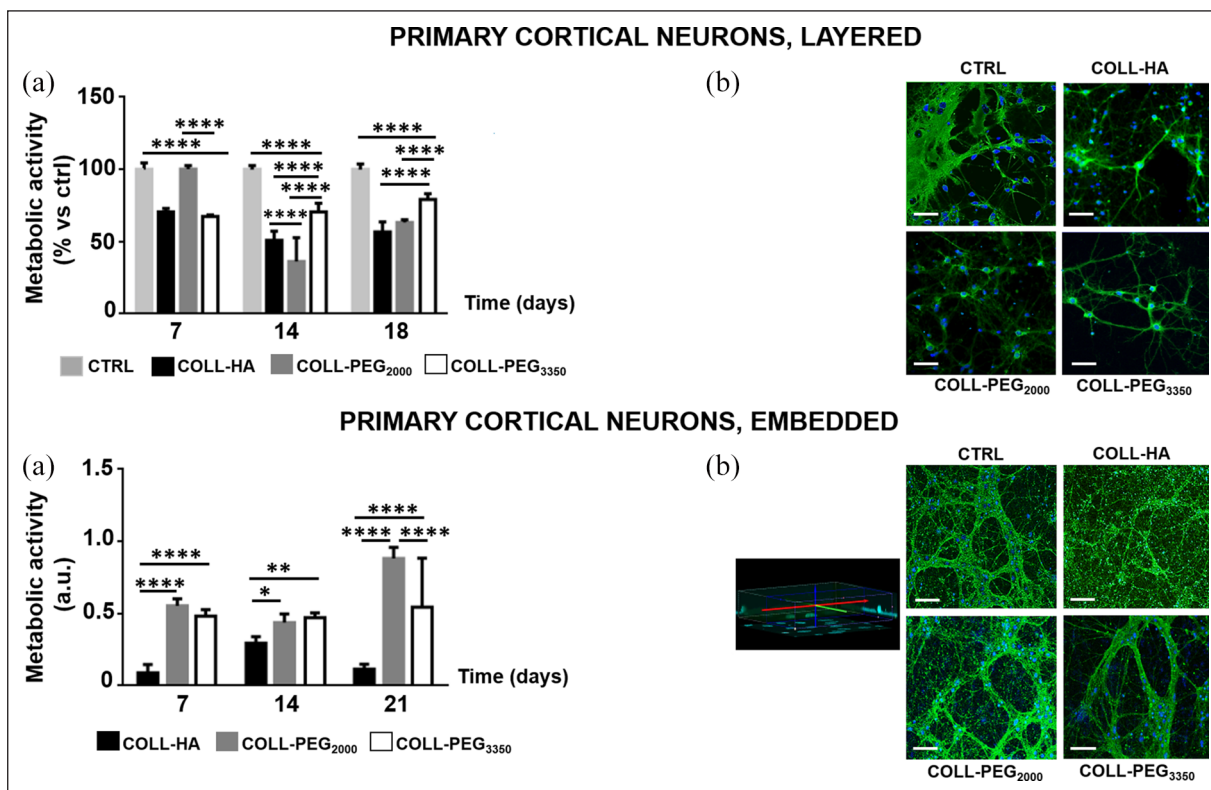 PRIMARY CORTICAL NEURONS, LAYERED
(a)
Metabolic activity
(% vs ctrl)
150
100
50
0
**** ****
**** **** **** ****
**** **** ****
7 14 18
Time (days)
CTRL COLL-HA COLL-PEG2000 COLL-PEG3350
(b)
CTRL COLL-HA
COLL-PEG2000 COLL-PEG3350
PRIMARY CORTICAL NEURONS, EMBEDDED
(a)
Metabolic activity
(a.u.)
1.5
1.0
0.5
0
**** ****
* **
**** **** ****
7 14 21
Time (days)
COLL-HA COLL-PEG2000 COLL-PEG3350
(b)
CTRL COLL-HA
COLL-PEG2000 COLL-PEG3350